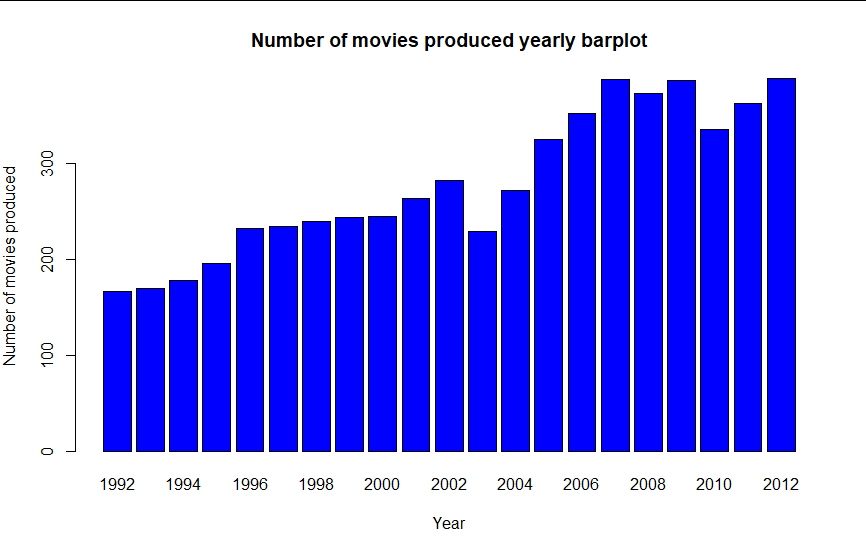 Number of movies produced yearly barplot
Number of movies produced
300
200
100
0
1992 1994 1996 1998 2000 2002 2004 2006 2008 2010 2012
Year